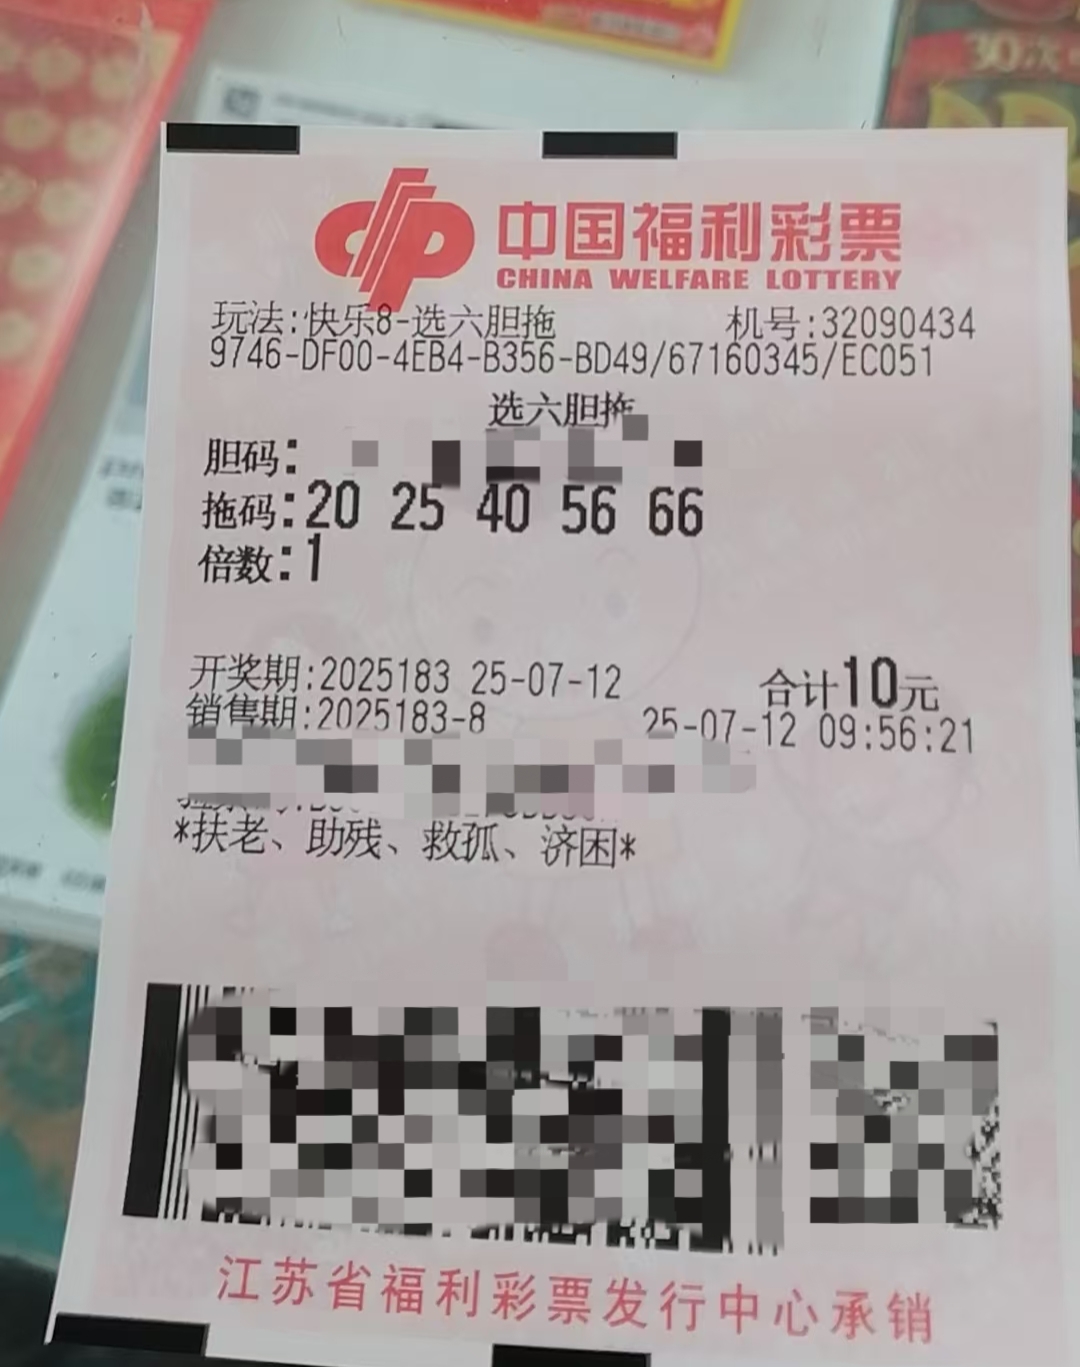 30次
中国福利彩票
CHINA WELFARE LOTTERY
玩法:快乐8-选六胆拖 机号:32090434
9746-DF00-4EB4-B356-BD49/67160345/EC051
选六胆拖
胆码:
拖码:20 25 40 56 66
倍数:1
开奖期:2025183 25-07-12 合计10元
销售期:2025183-8 25-07-12 09:56:21
*扶老、助残、救孤、济困*
江苏省福利彩票发行中心承销